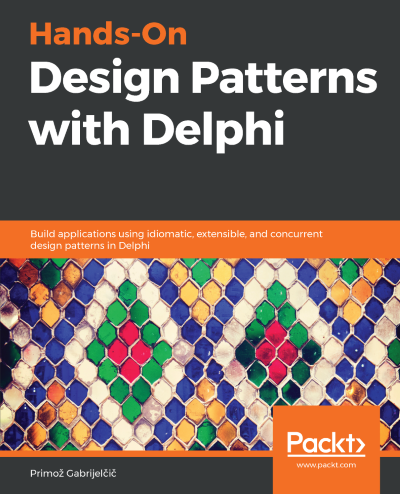 Hands-On
Design Patterns
with Delphi
Build applications using idiomatic, extensible, and concurrent
design patterns in Delphi
Packt>
www.packt.com
Primož Gabrijelčič